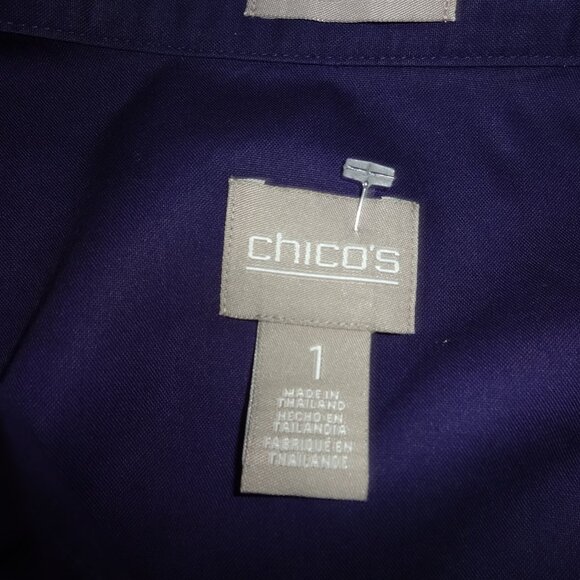 chico's
1
MADE IN
THAILAND
HECHO EN
TAILANDIA
FABRIQUÉ EN
THAÏLANDE